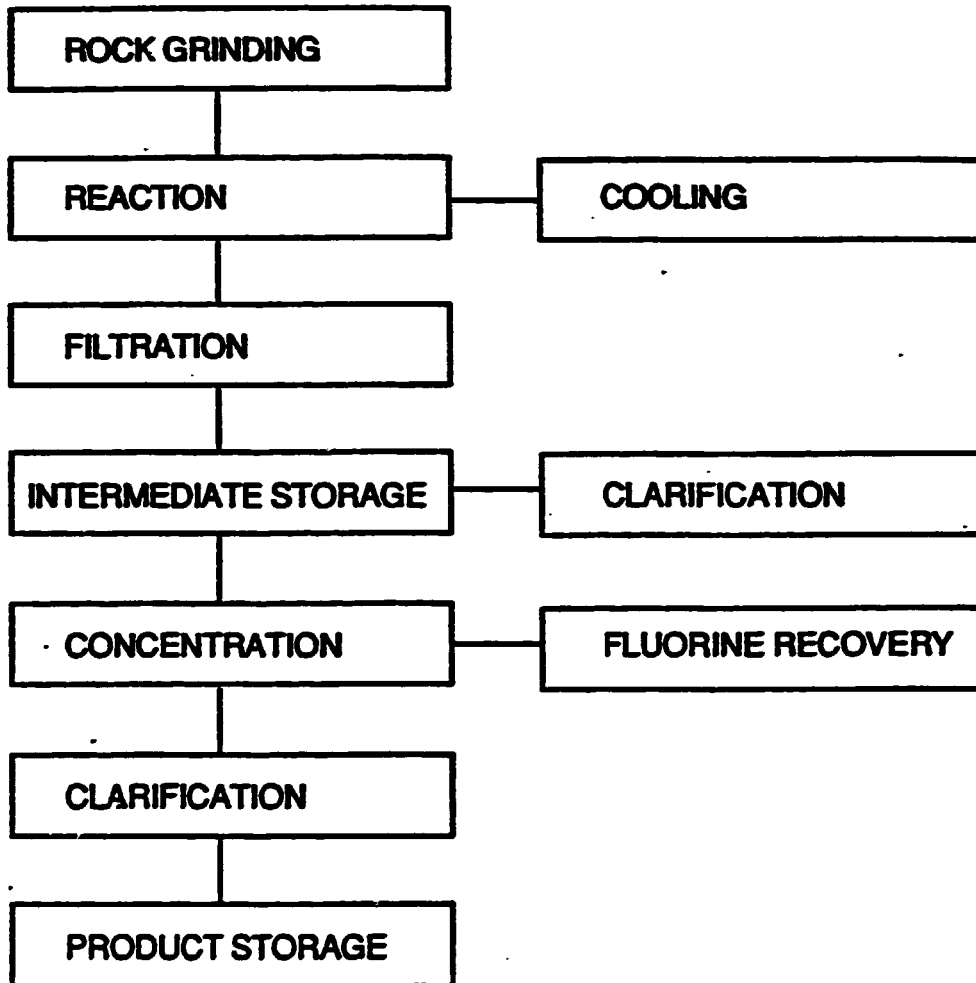 ROCK GRINDING
REACTION
COOLING
FILTRATION
INTERMEDIATE STORAGE
CLARIFICATION
CONCENTRATION
FLUORINE RECOVERY
CLARIFICATION
PRODUCT STORAGE